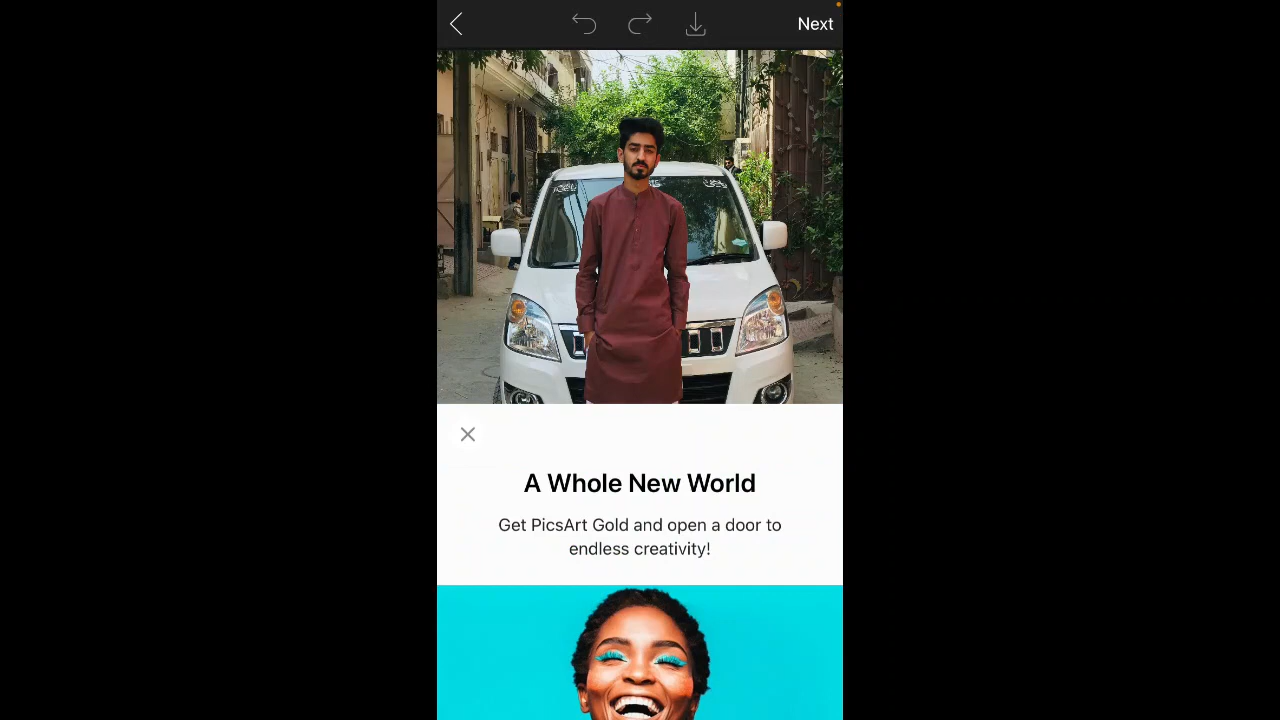 Next
A Whole New World
Get PicsArt Gold and open a door to
endless creativity!